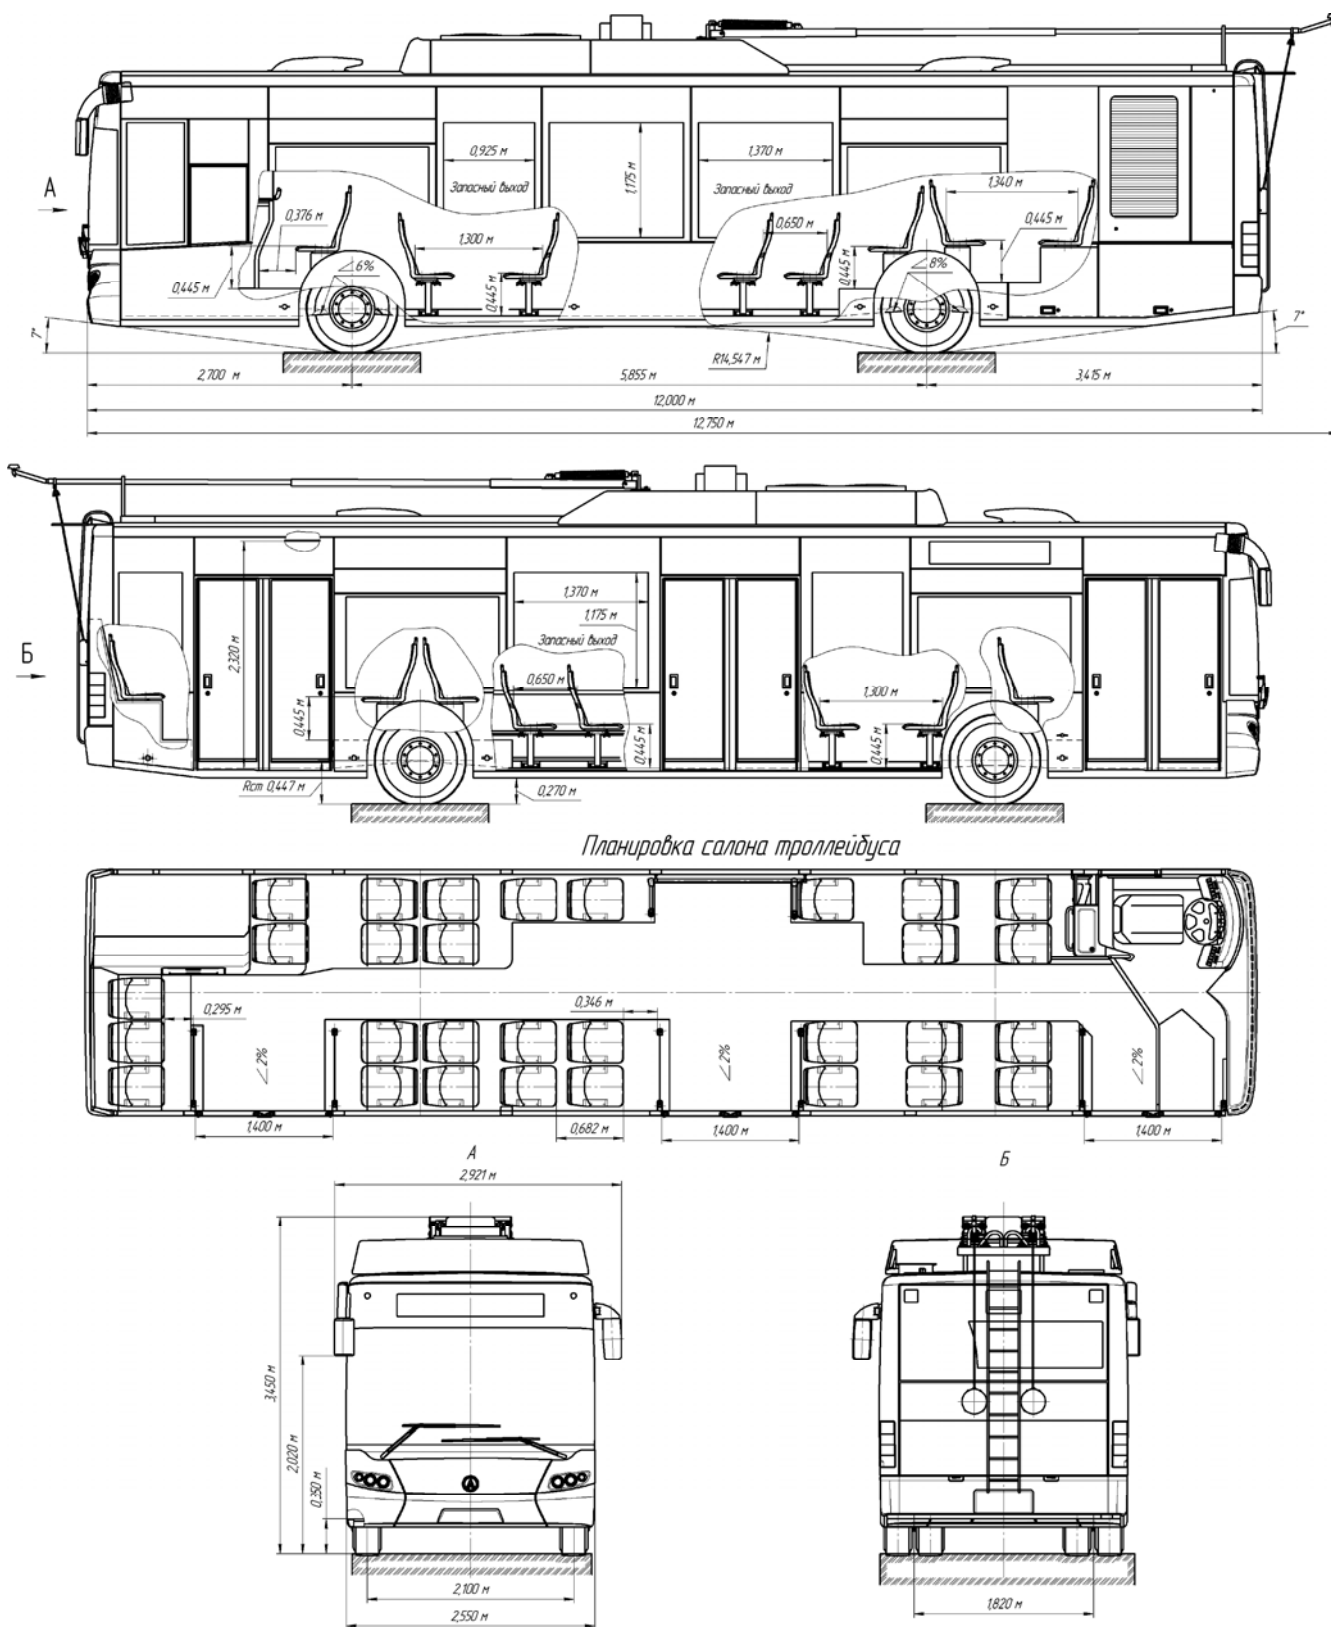 0,925 м
1,370 м
1,175 м
Запасный выход
Запасный выход
А
0,376 м
1,300 м
0,650 м
1,340 м
0,445 м
0,445 м
6%
0,445 м
0,445 м
8%
7°
7°
R14,547 м
2,700 м
5,855 м
3,415 м
12,000 м
12,750 м
Б
2,320 м
1,370 м
1,175 м
Запасный выход
0,650 м
1,300 м
0,445 м
0,445 м
0,445 м
Rст 0,447 м
0,270 м
Планировка салона троллейбуса
0,295 м
0,346 м
2%
2%
2%
1,400 м
0,682 м
1,400 м
1,400 м
А
Б
2,921 м
3,450 м
2,020 м
0,350 м
2,100 м
2,550 м
1,820 м